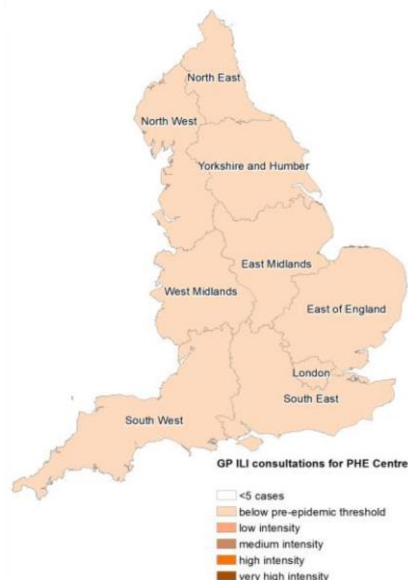 North East
North West
Yorkshire and Humber
East Midlands
West Midlands
East of England
London
South East
South West
GP ILI consultations for PHE Centre
<5 cases
below pre-epidemic threshold
low intensity
medium intensity
high intensity
very high intensity